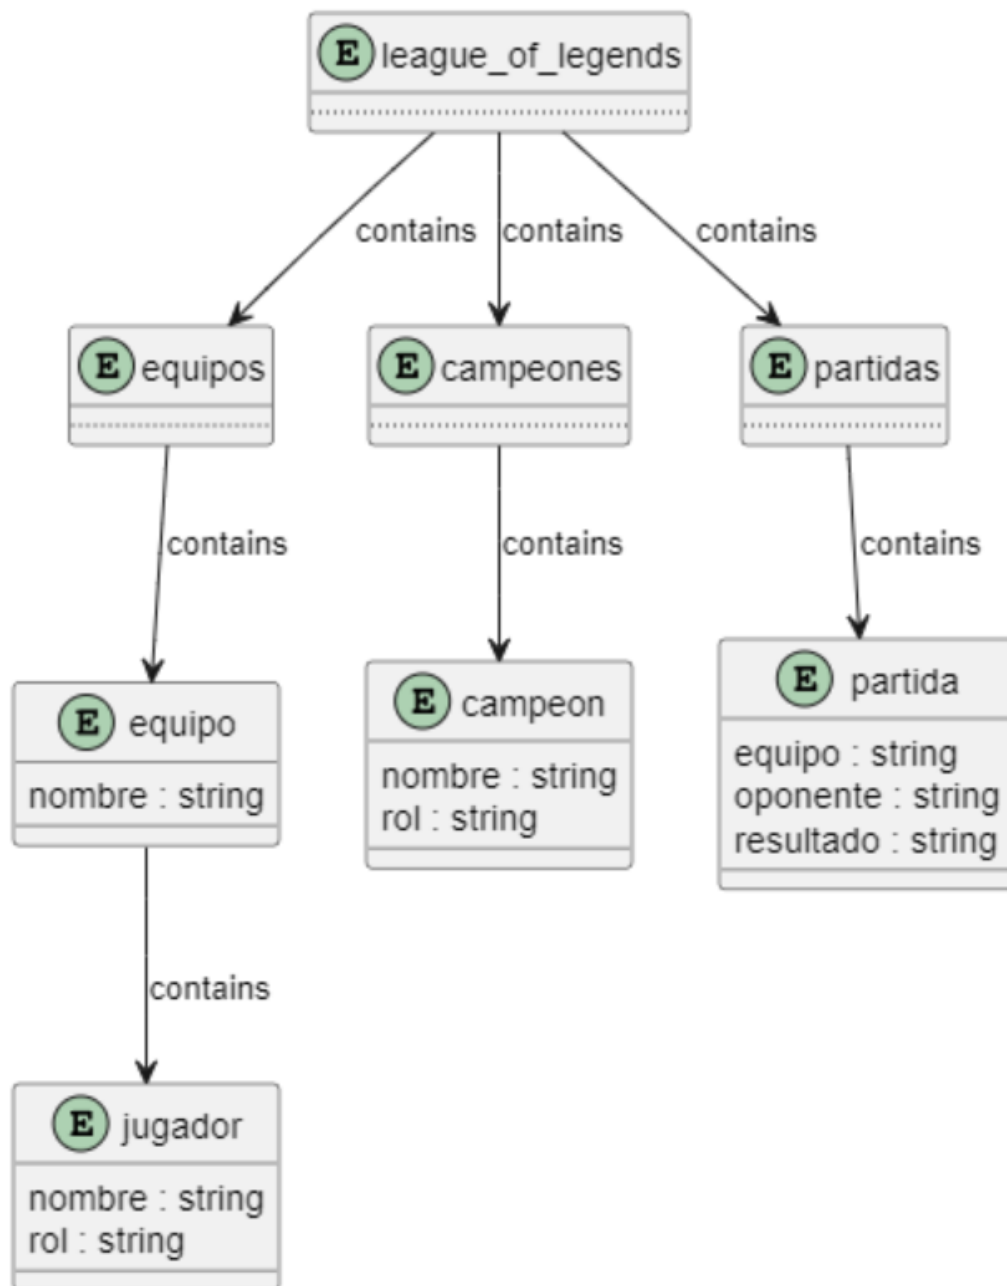 E league_of_legends
contains contains contains
E equipos
E campeones
E partidas
contains
contains
contains
E equipo
nombre : string
E campeon
nombre : string
rol : string
E partida
equipo : string
oponente : string
resultado : string
contains
E jugador
nombre : string
rol : string